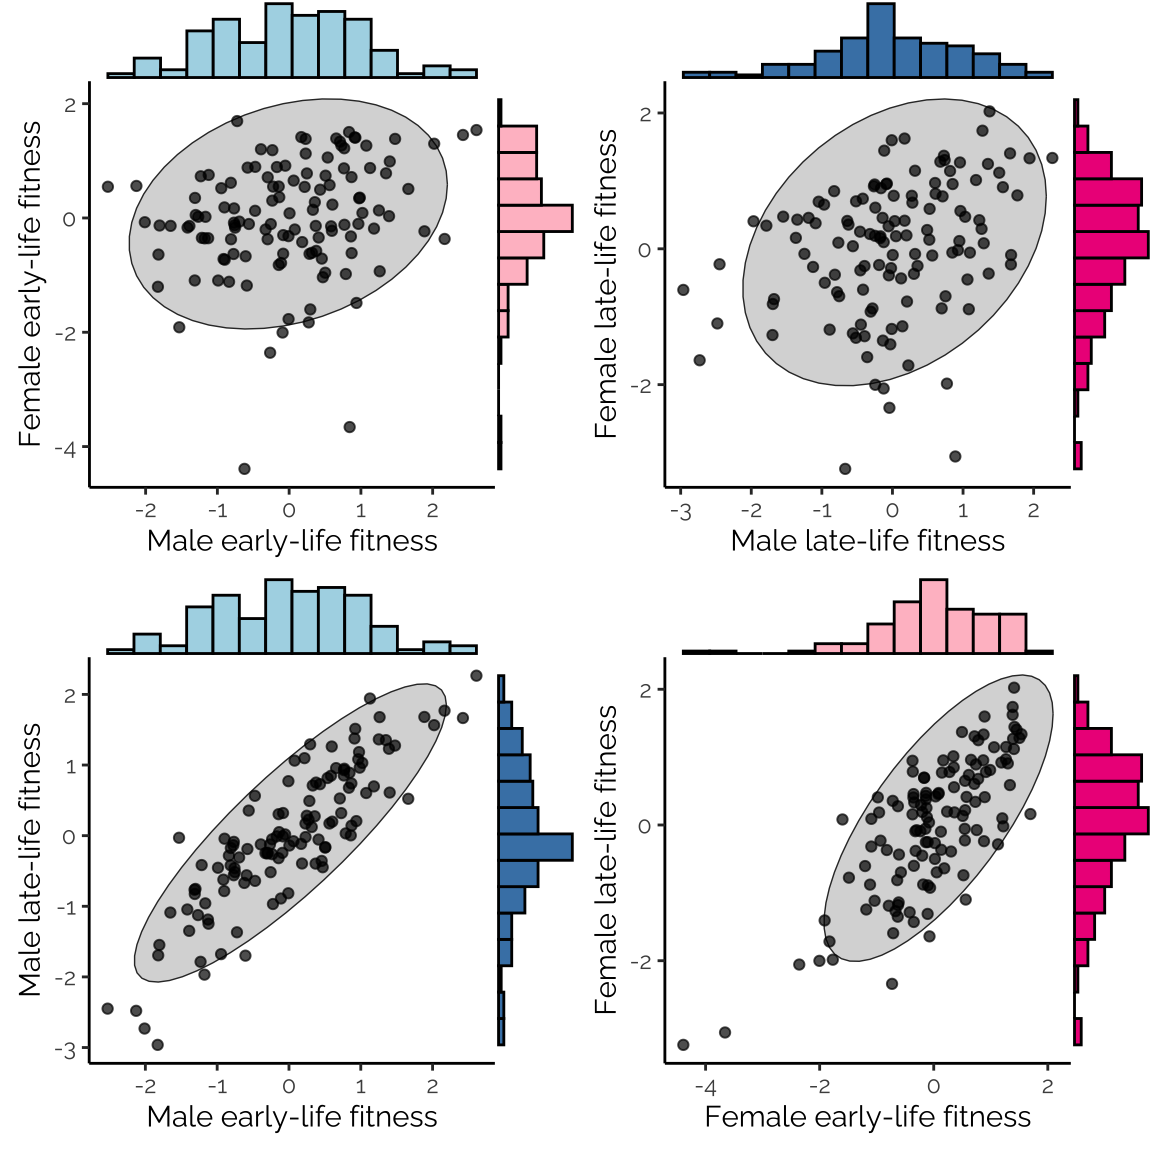 2
0
-2
-4
Female early-life fitness
-2 -1 0 1 2
Male early-life fitness
2
0
-2
Female late-life fitness
-3 -2 -1 0 1 2
Male late-life fitness
2
1
0
-1
-2
-3
Male late-life fitness
-2 -1 0 1 2
Male early-life fitness
2
0
-2
Female late-life fitness
-4 -2 0 2
Female early-life fitness